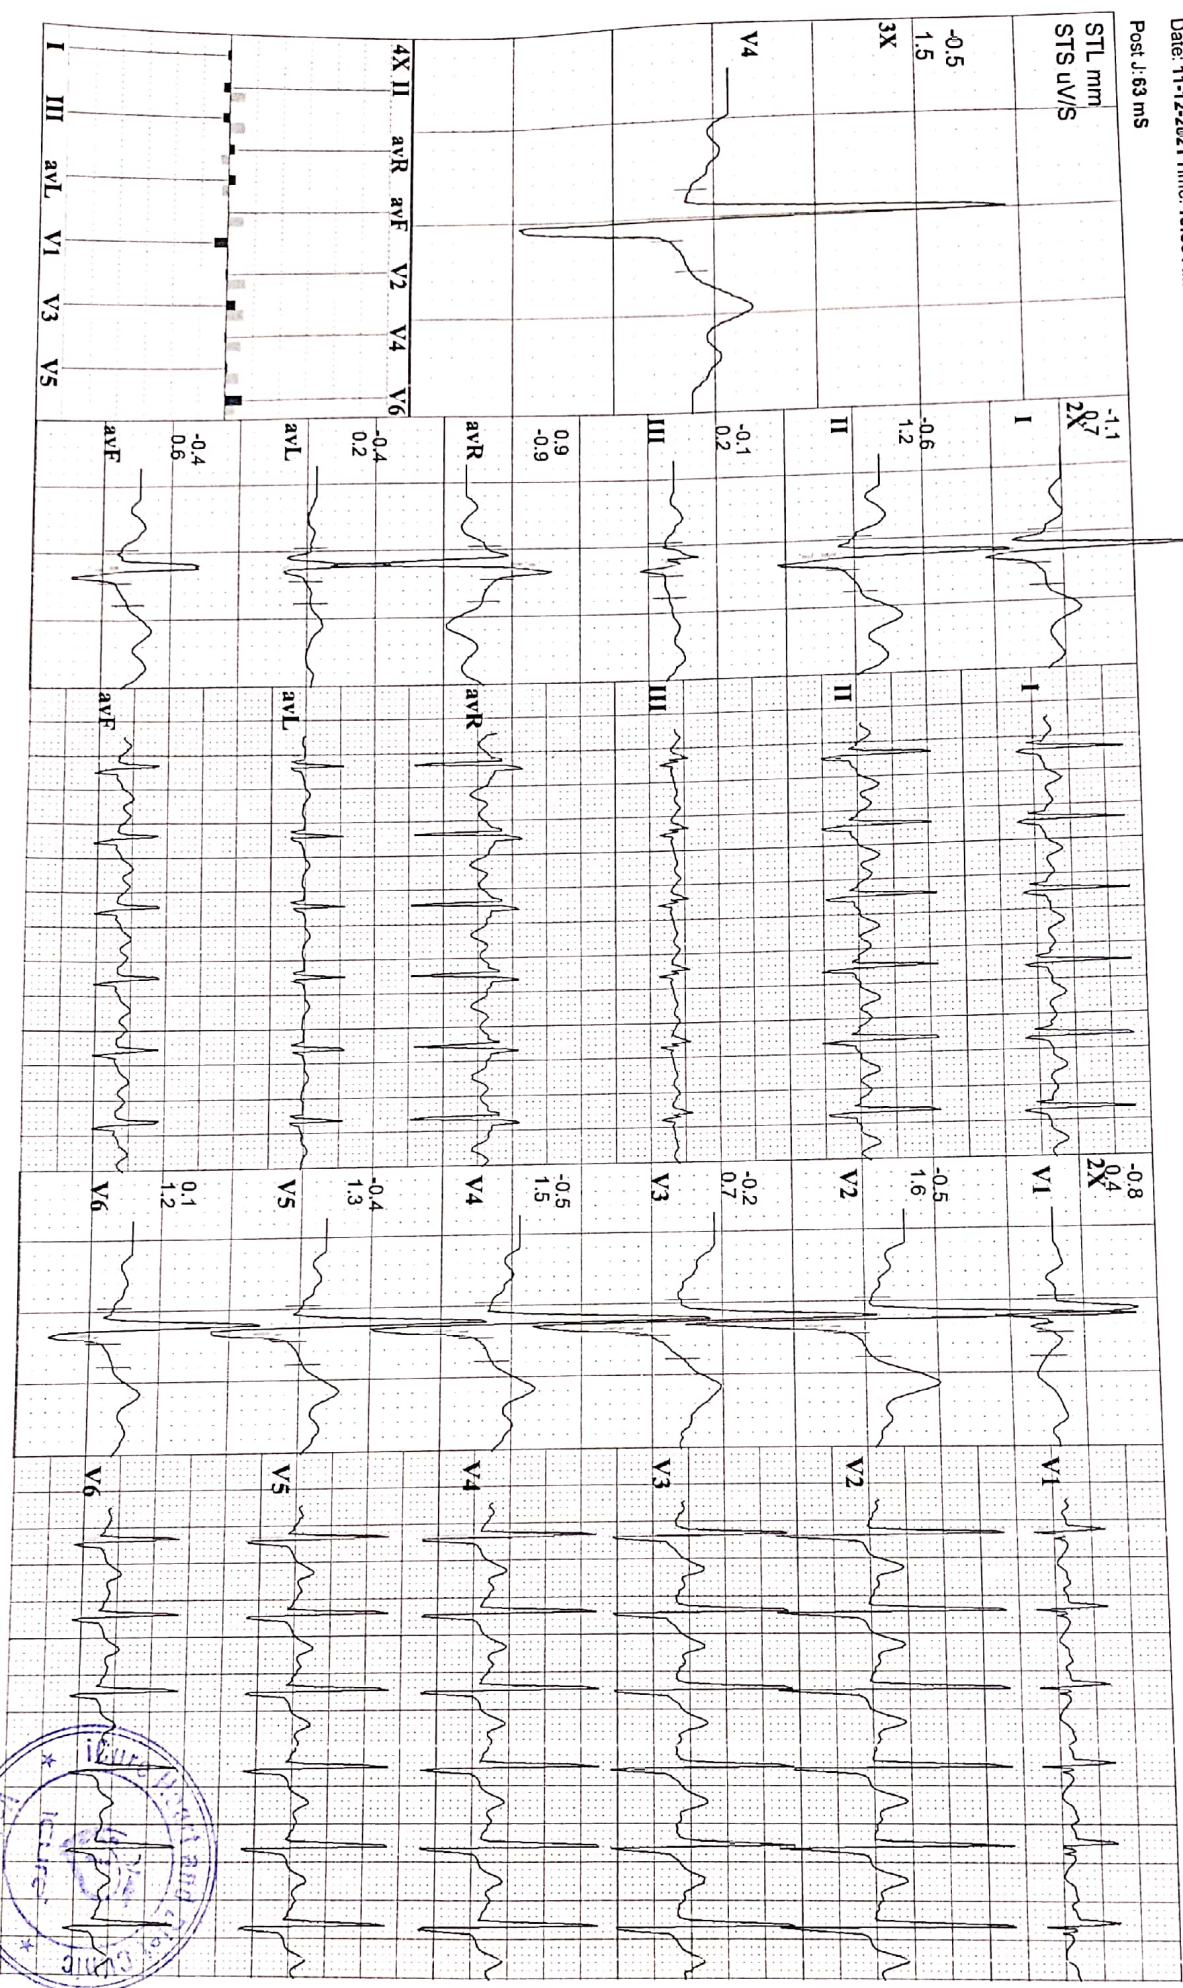 Post J:63 mS
STL mm
STS uV/S
-0.5
1.5
3X
V4
4X II
avR
avF
V2
V4
V6
I
III
avL
V1
V3
V5
-1.1
0.7
2X
I
-0.6
1.2
II
-0.1
0.2
III
0.9
-0.9
avR
-0.4
0.2
avL
-0.4
0.6
avF
I
II
III
avR
avL
avF
-0.8
0.4
2X
V1
-0.5
1.6
V2
-0.2
0.7
V3
-0.5
1.5
V4
-0.4
1.3
V5
0.1
1.2
V6
V1
V2
V3
V4
V5
V6